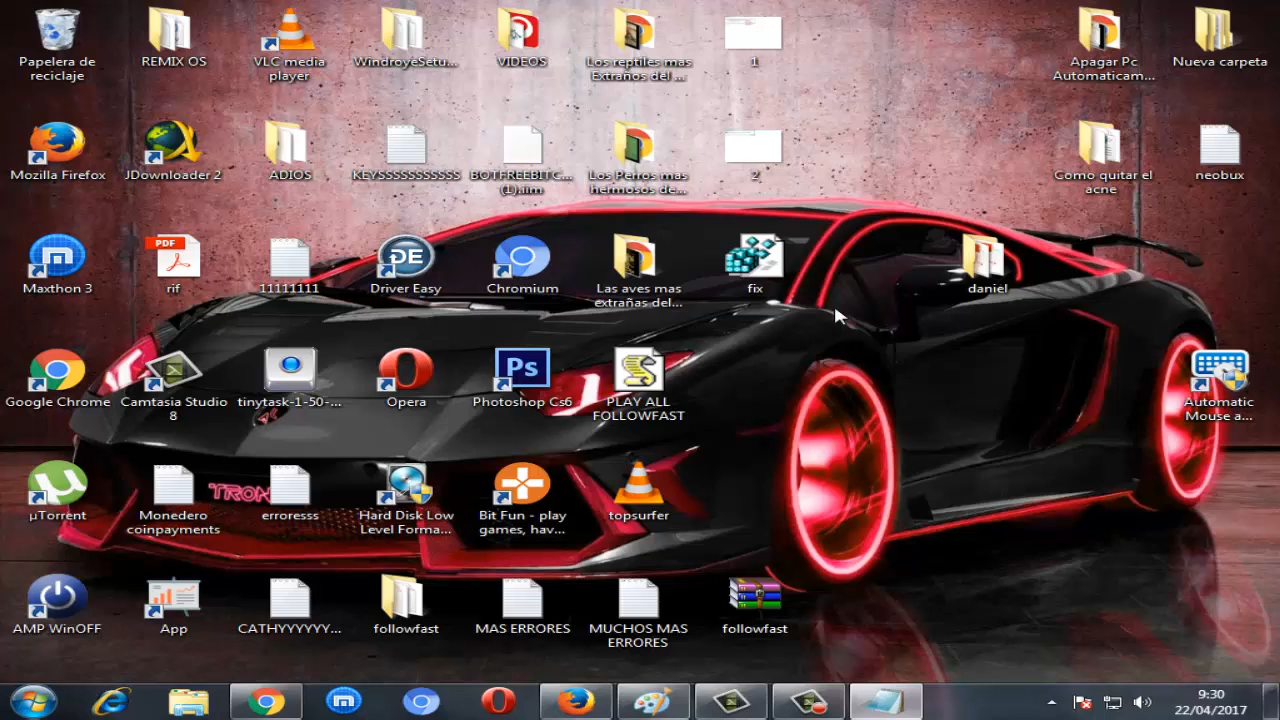 Papelera de
reciclaje
REMIX OS
VLC media
player
WindroyeSetu...
VIDEOS
Los reptiles mas
Extraños del ...
1
Apagar Pc
Automaticam...
Nueva carpeta
Mozilla Firefox
JDownloader 2
ADIOS
KEYSSSSSSSSSS
BOTFREEBITC...
(1).iim
Los Perros mas
hermosos de...
2
Como quitar el
acne
neobux
PDF
Maxthon 3
rif
11111111
DE
Driver Easy
Chromium
Las aves mas
extrañas del...
fix
daniel
Ps
Google Chrome
Camtasia Studio
8
tinytask-1-50-...
Opera
Photoshop Cs6
PLAY ALL
FOLLOWFAST
Automatic
Mouse a...
µTorrent
Monedero
coinpayments
TRON
erroresss
Hard Disk Low
Level Forma...
Bit Fun - play
games, hav...
topsurfer
AMP WinOFF
App
CATHYYYYYY...
followfast
MAS ERRORES
MUCHOS MAS
ERRORES
followfast
9:30
22/04/2017